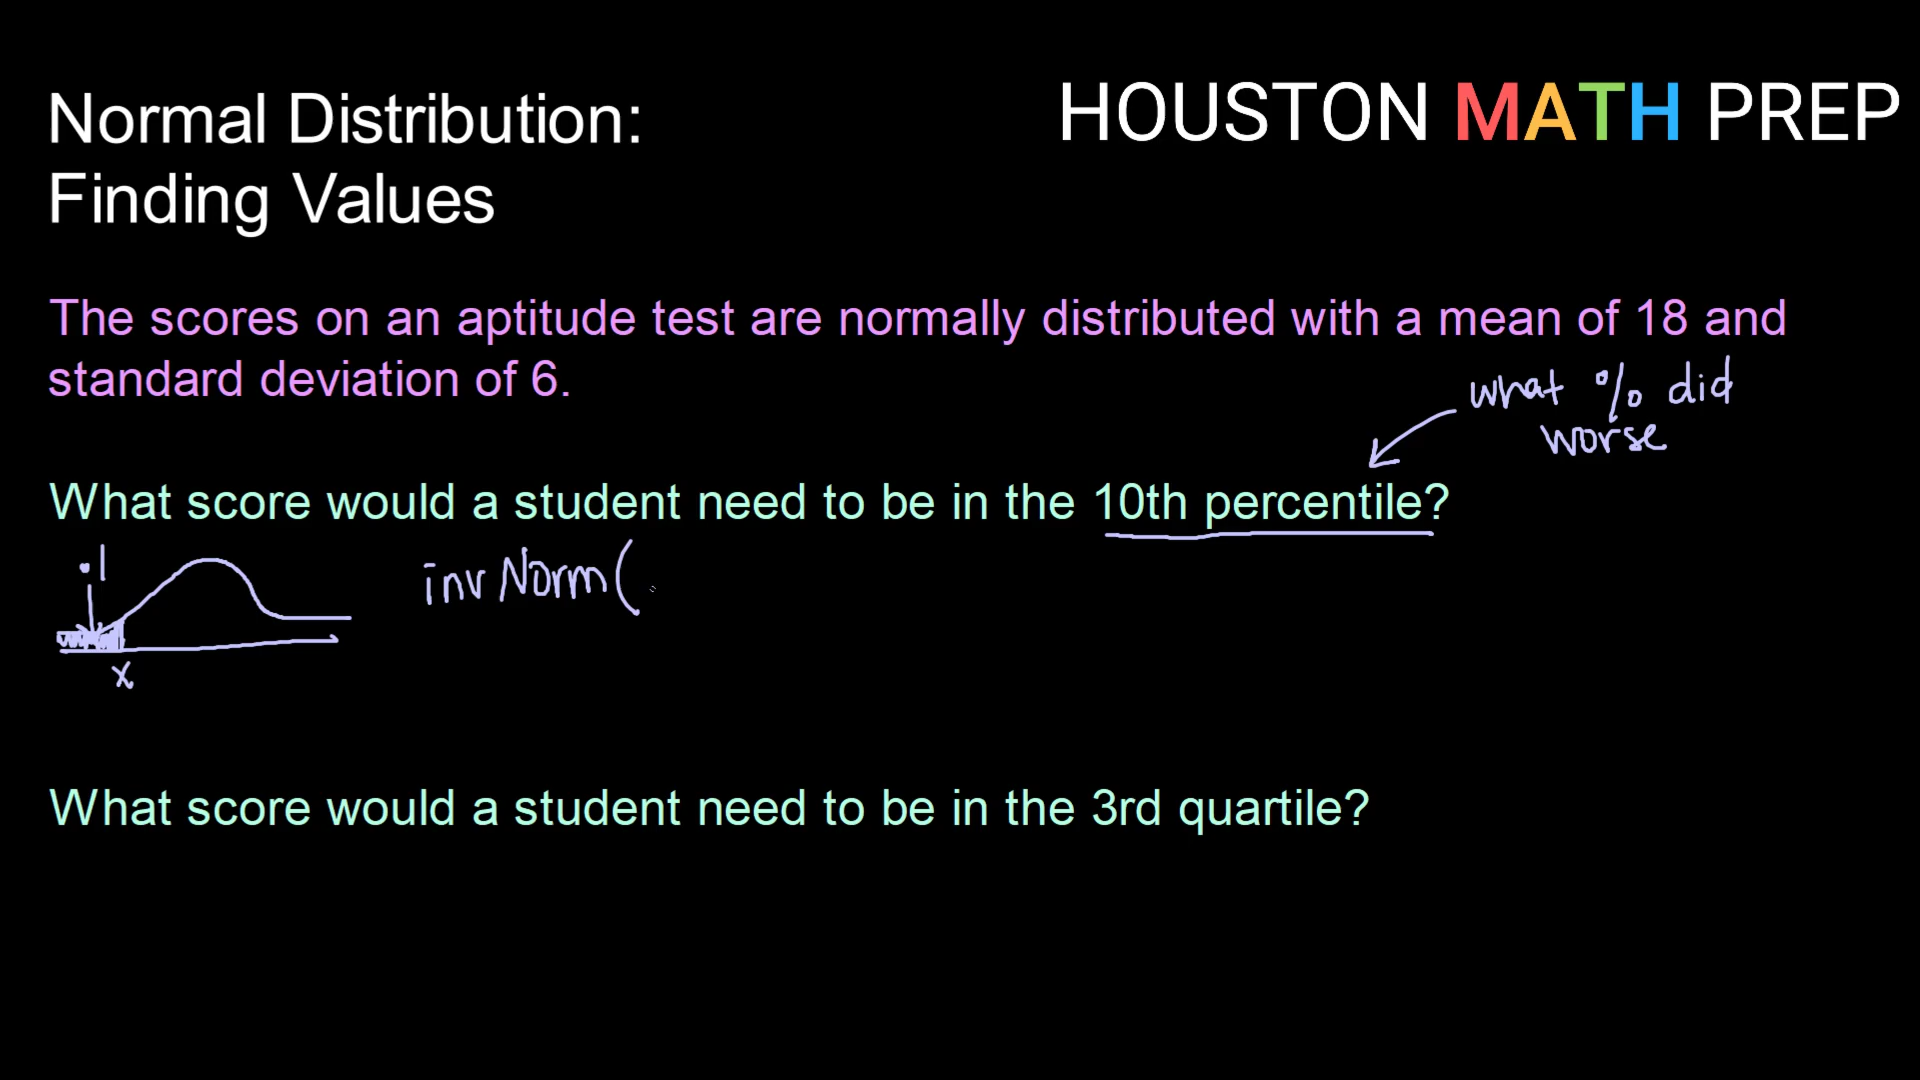 HOUSTON MATH PREP
Normal Distribution:
Finding Values
The scores on an aptitude test are normally distributed with a mean of 18 and
standard deviation of 6.
what % did
worse
What score would a student need to be in the 10th percentile?
.1
invNorm(
x
What score would a student need to be in the 3rd quartile?